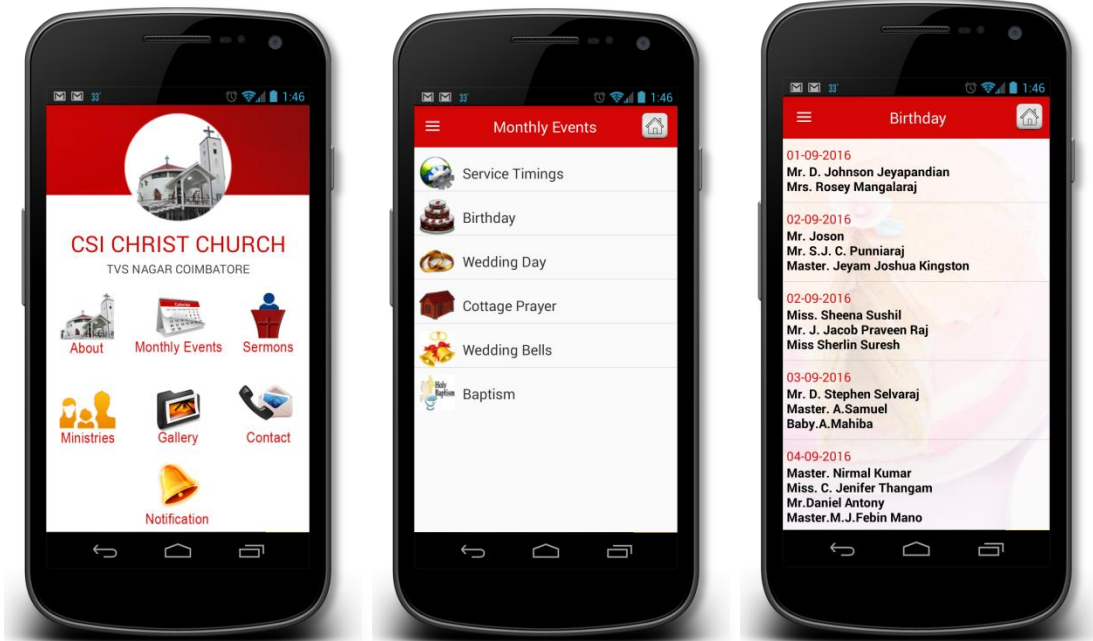 33°
1:46
CSI CHRIST CHURCH
TVS NAGAR COIMBATORE
About
Monthly Events
Sermons
Ministries
Gallery
Contact
Notification
33°
1:46
Monthly Events
Service Timings
Birthday
Wedding Day
Cottage Prayer
Wedding Bells
Holy
Baptism
Baptism
33°
1:46
Birthday
01-09-2016
Mr. D. Johnson Jeyapandian
Mrs. Rosey Mangalaraj
02-09-2016
Mr. Joson
Mr. S.J. C. Punniaraj
Master. Jeyam Joshua Kingston
02-09-2016
Miss. Sheena Sushil
Mr. J. Jacob Praveen Raj
Miss Sherlin Suresh
03-09-2016
Mr. D. Stephen Selvaraj
Master. A.Samuel
Baby.A.Mahiba
04-09-2016
Master. Nirmal Kumar
Miss. C. Jenifer Thangam
Mr.Daniel Antony
Master.M.J.Febin Mano